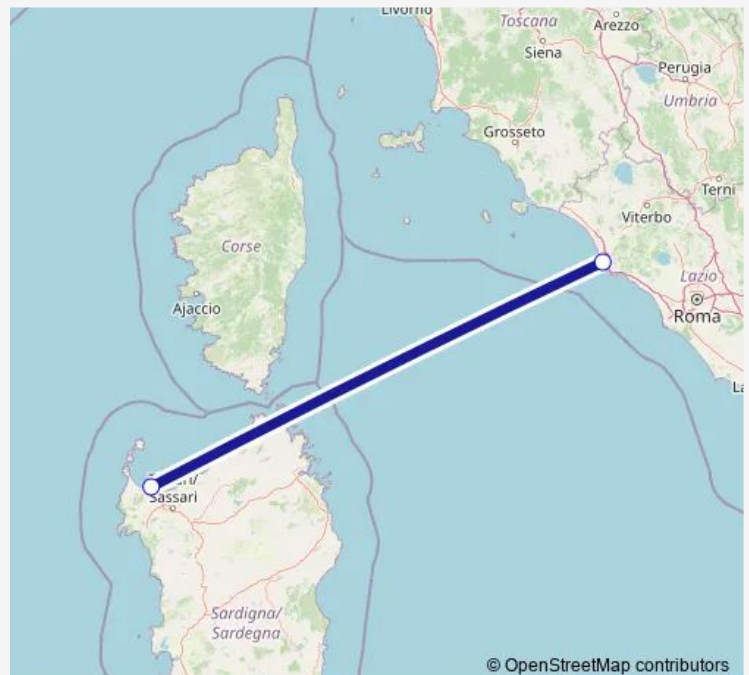 Livorno
Toscana
Arezzo
Siena
Perugia
Umbria
Grosseto
Terni
Viterbo
Corse
Lazio
Ajaccio
Roma
Sassari
Sardigna/
Sardegna
© OpenStreetMap contributors